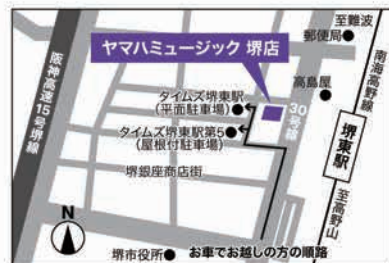 至難波
郵便局
ヤマハミュージック 堺店
阪神高速15号堺線
南海高野線
高島屋
タイムズ堺東駅
(平面駐車場)
30号線
タイムズ堺東駅第5
(屋根付駐車場)
堺東駅
堺銀座商店街
至高野山
N
堺市役所
お車でお越しの方の順路